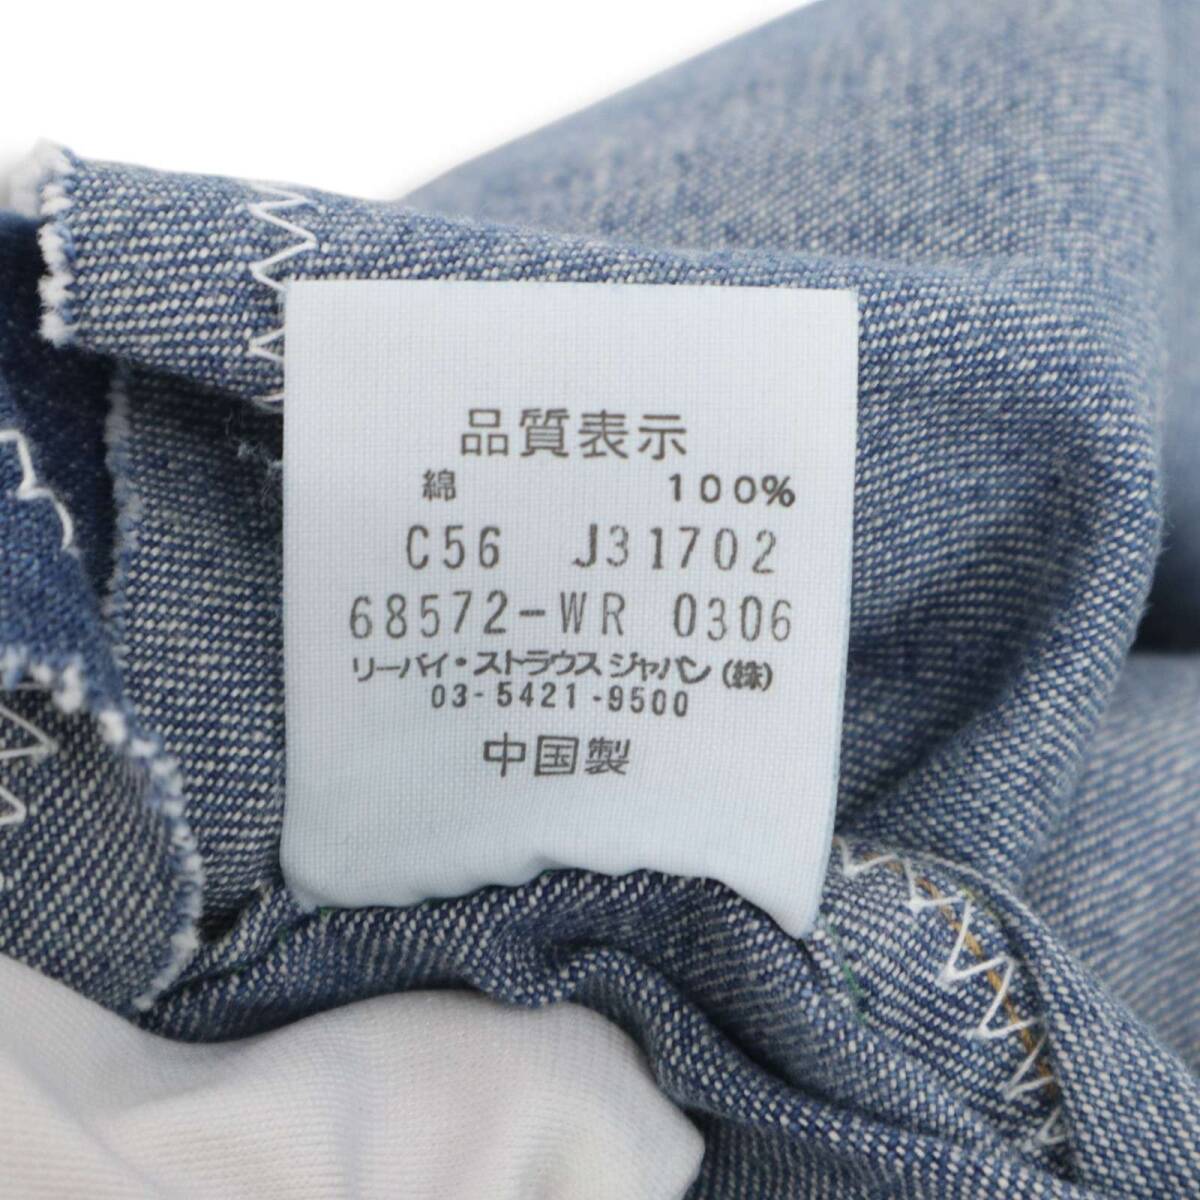 品質表示
綿 100%
C56 J31702
68572-WR 0306
リーバイ・ストラウス ジャパン(株)
03-5421-9500
中国製